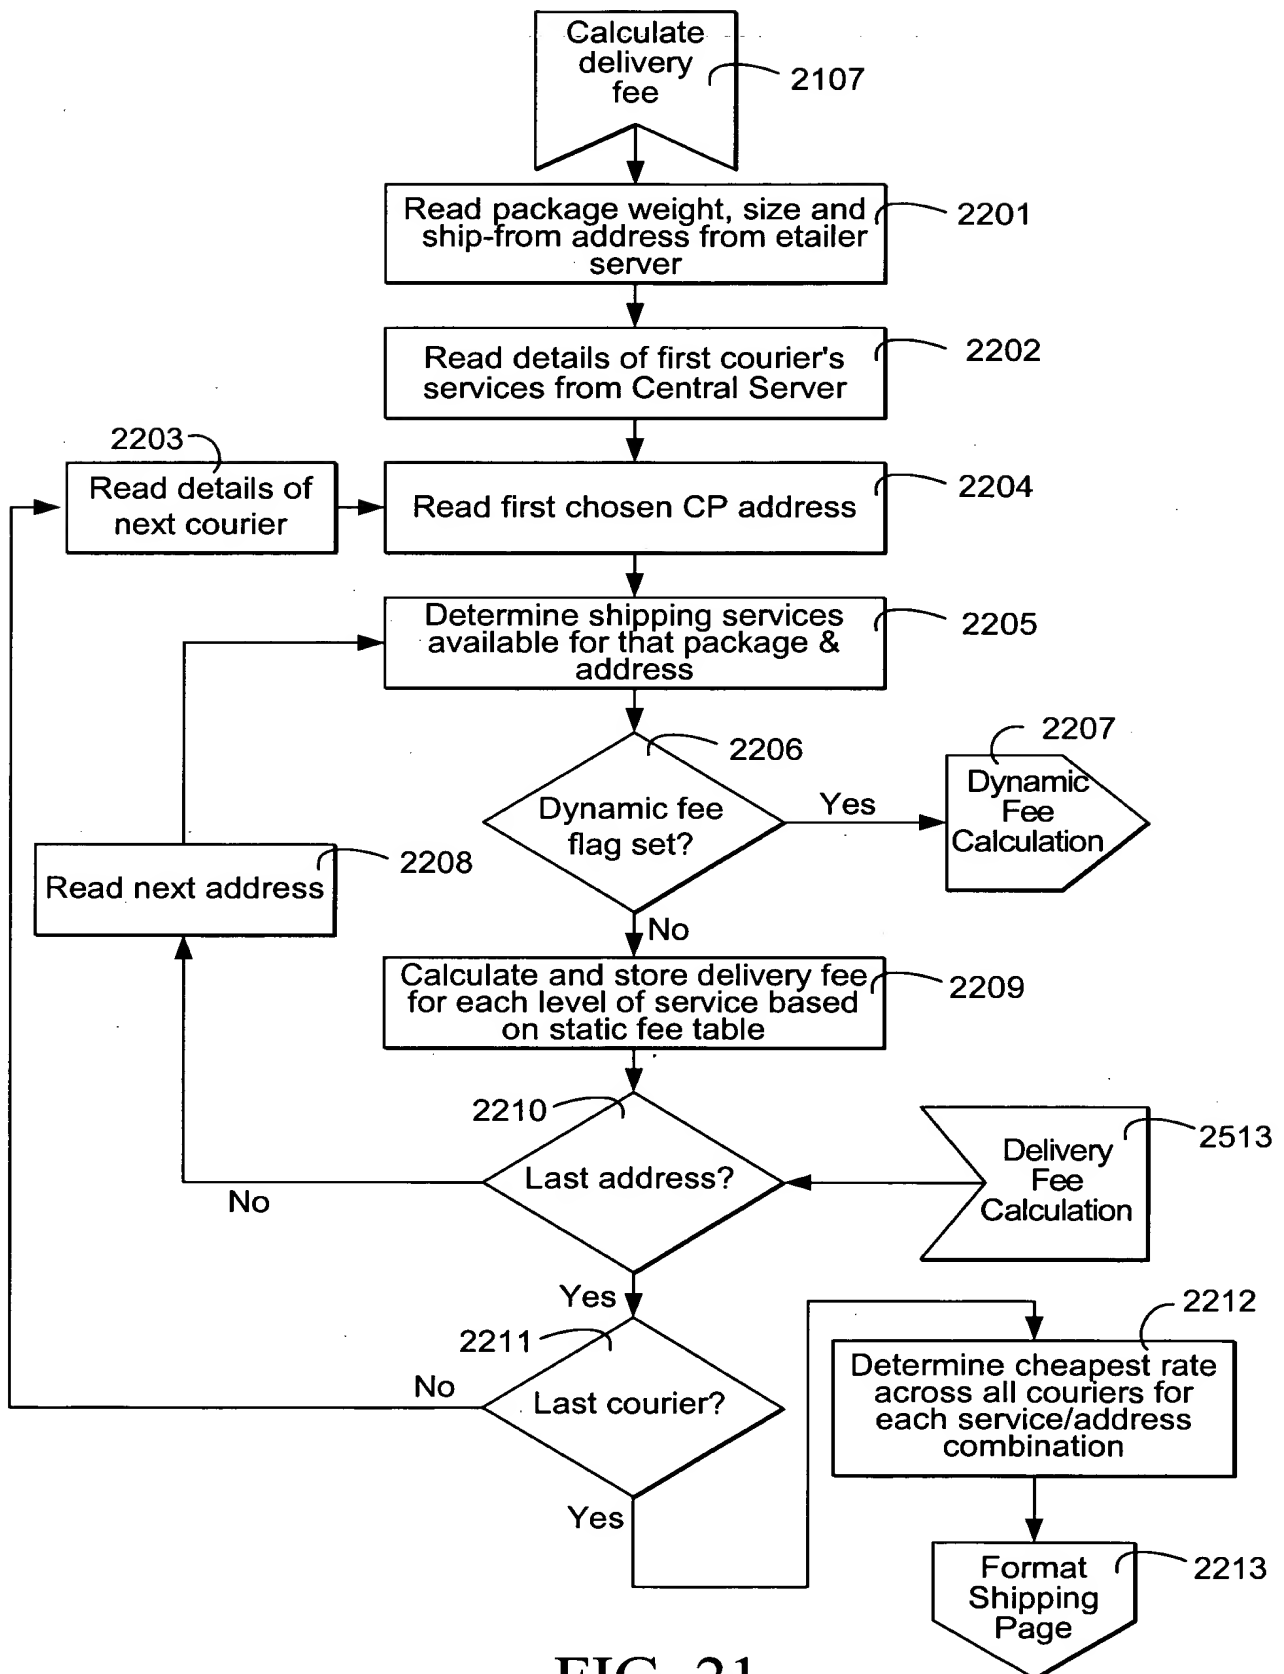 Calculate
delivery
fee
2107
Read package weight, size and
ship-from address from etailer
server
2201
Read details of first courier's
services from Central Server
2202
2203
Read details of
next courier
Read first chosen CP address
2204
Determine shipping services
available for that package &
address
2205
2206
Dynamic fee
flag set?
Yes
2207
Dynamic
Fee
Calculation
Read next address
2208
No
Calculate and store delivery fee
for each level of service based
on static fee table
2209
2210
Last address?
No
2513
Delivery
Fee
Calculation
Yes
2211
Last courier?
No
Yes
2212
Determine cheapest rate
across all couriers for
each service/address
combination
Format
Shipping
Page
2213
FIG. 21